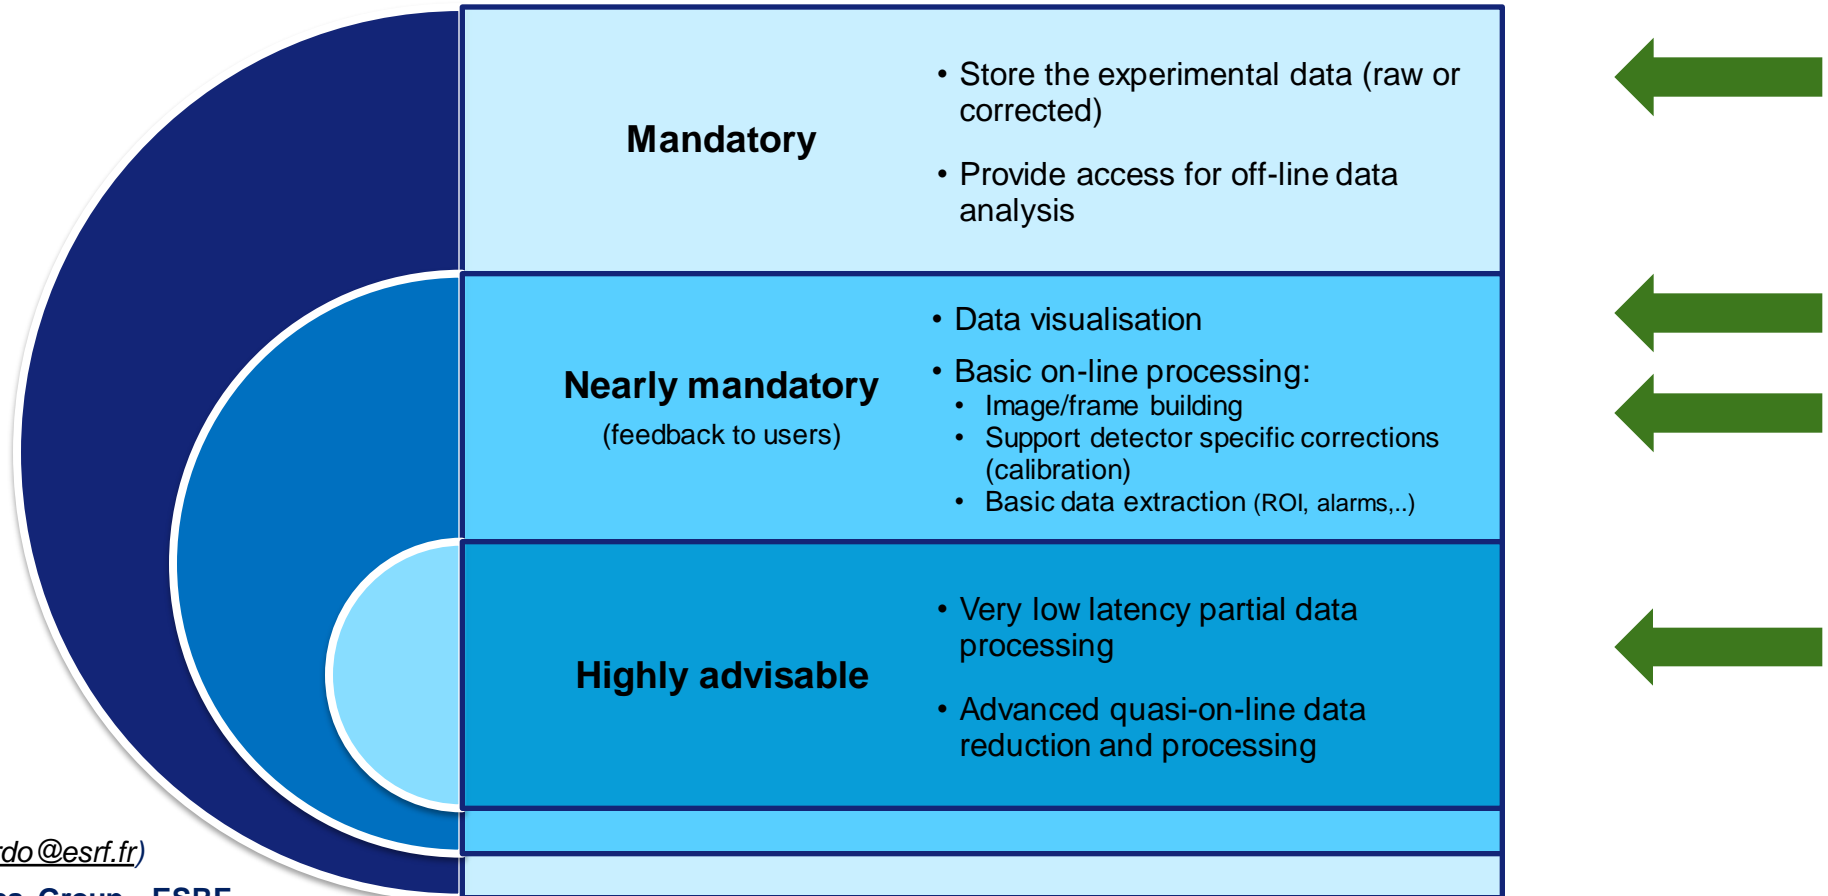 Mandatory
• Store the experimental data (raw or
corrected)
• Provide access for off-line data
analysis
Nearly mandatory
(feedback to users)
• Data visualisation
• Basic on-line processing:
• Image/frame building
• Support detector specific corrections
(calibration)
• Basic data extraction (ROI, alarms,..)
Highly advisable
• Very low latency partial data
processing
• Advanced quasi-on-line data
reduction and processing
rdo@esrf.fr)
Group ESRF